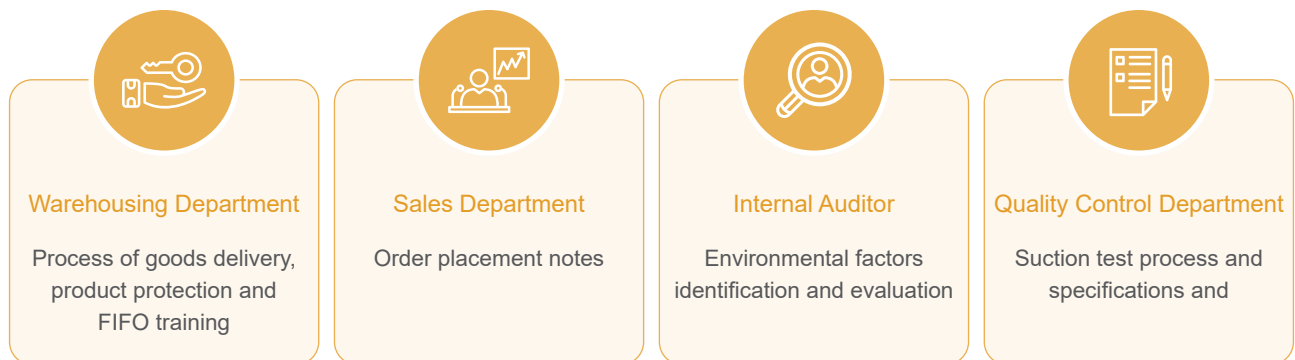 Warehousing Department
Process of goods delivery,
product protection and
FIFO training
Sales Department
Order placement notes
Internal Auditor
Environmental factors
identification and evaluation
Quality Control Department
Suction test process and
specifications and